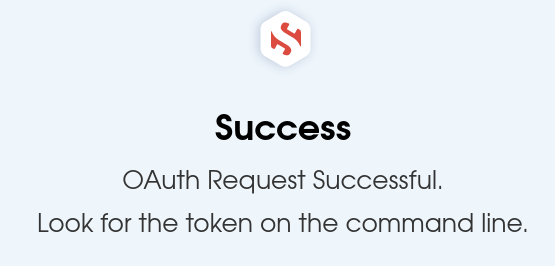 Success
OAuth Request Successful.
Look for the token on the command line.